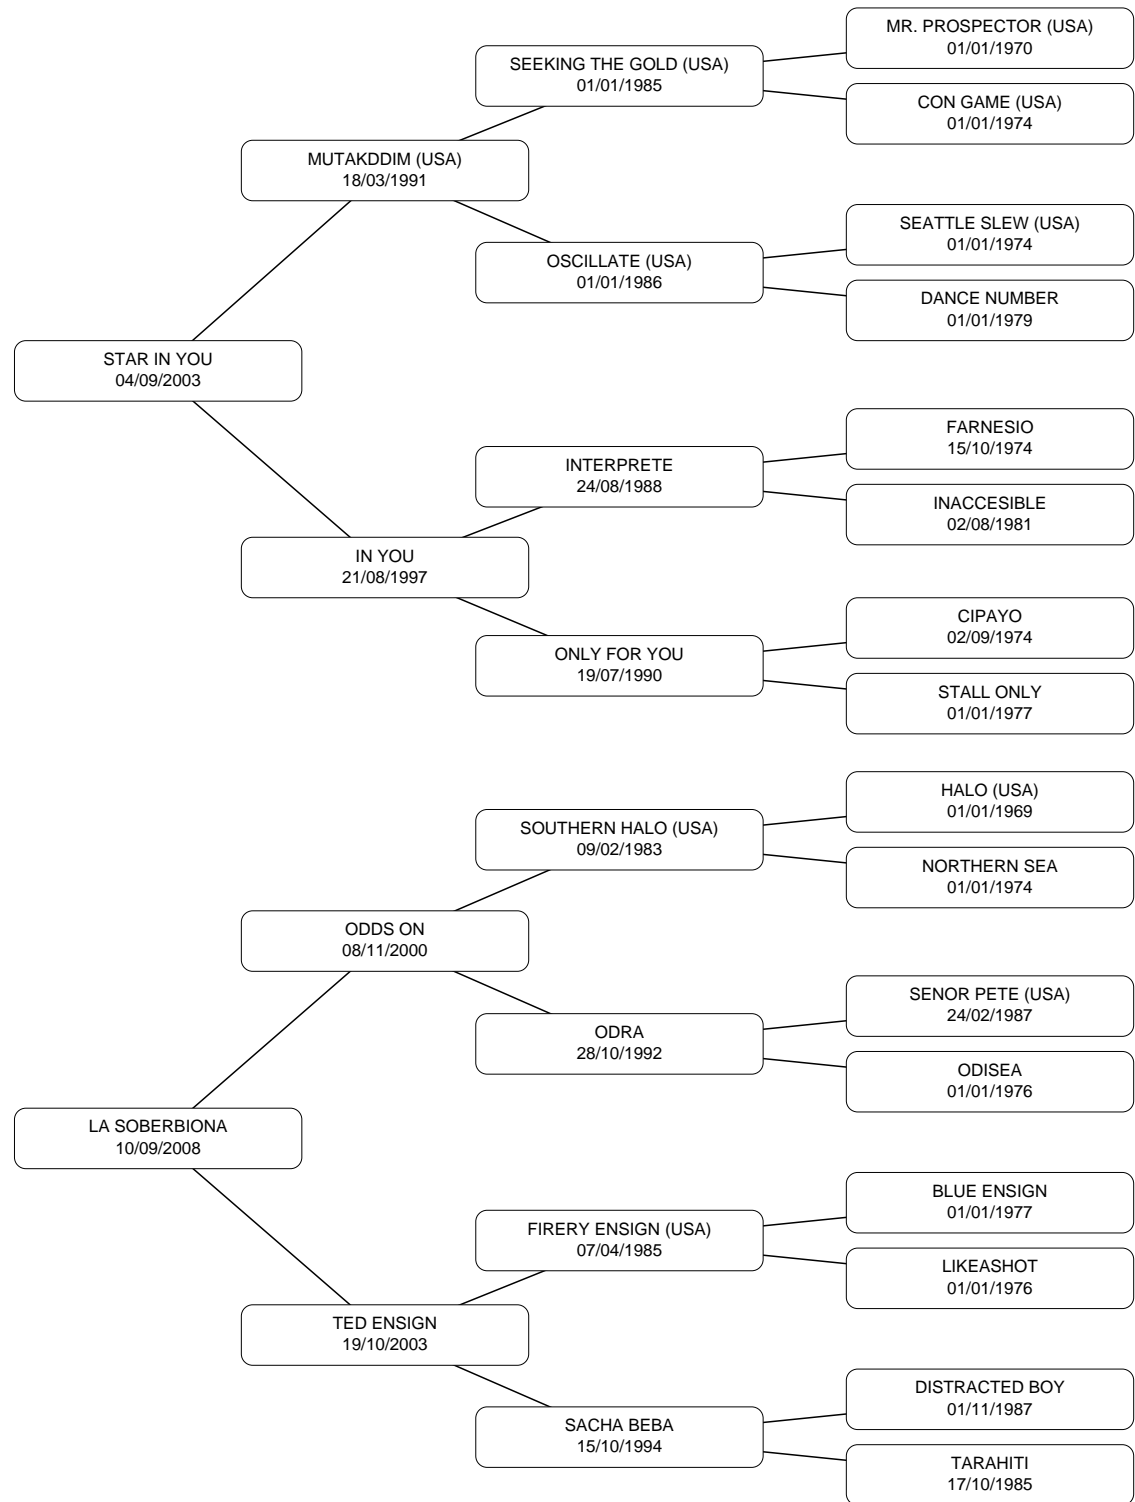 MR. PROSPECTOR (USA)
01/01/1970
SEEKING THE GOLD (USA)
01/01/1985
CON GAME (USA)
01/01/1974
MUTAKDDIM (USA)
18/03/1991
SEATTLE SLEW (USA)
01/01/1974
OSCILLATE (USA)
01/01/1986
DANCE NUMBER
01/01/1979
STAR IN YOU
04/09/2003
FARNESIO
15/10/1974
INTERPRETE
24/08/1988
INACCESIBLE
02/08/1981
IN YOU
21/08/1997
CIPAYO
02/09/1974
ONLY FOR YOU
19/07/1990
STALL ONLY
01/01/1977
HALO (USA)
01/01/1969
SOUTHERN HALO (USA)
09/02/1983
NORTHERN SEA
01/01/1974
ODDS ON
08/11/2000
SENOR PETE (USA)
24/02/1987
ODRA
28/10/1992
ODISEA
01/01/1976
LA SOBERBIONA
10/09/2008
BLUE ENSIGN
01/01/1977
FIRERY ENSIGN (USA)
07/04/1985
LIKEASHOT
01/01/1976
TED ENSIGN
19/10/2003
DISTRACTED BOY
01/11/1987
SACHA BEBA
15/10/1994
TARAHITI
17/10/1985